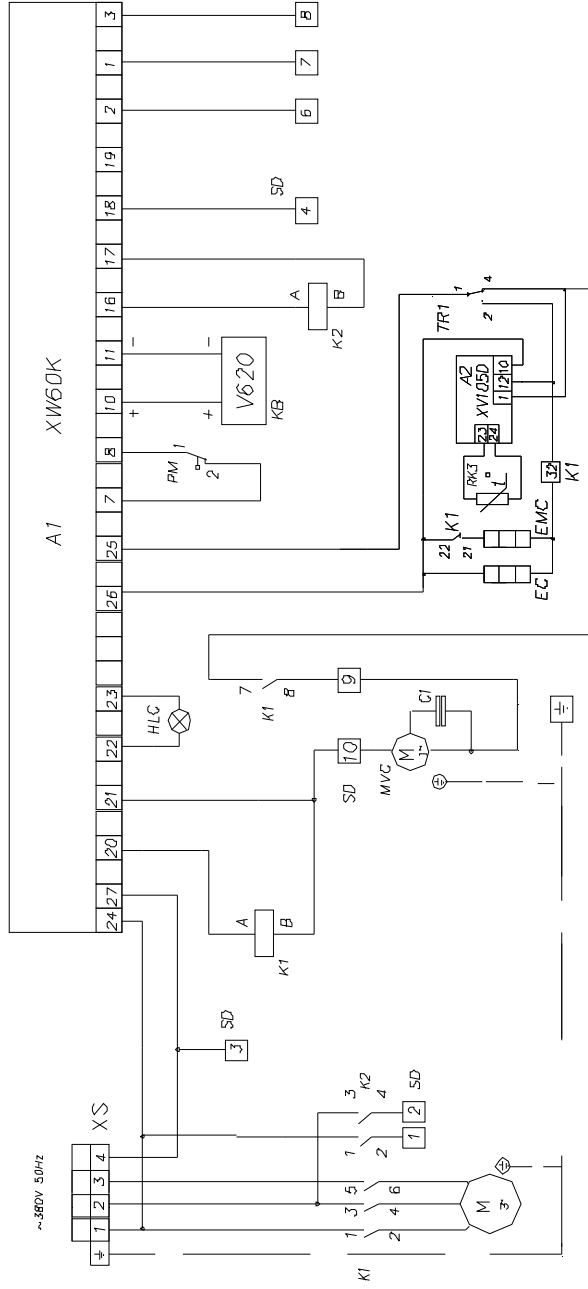 ~380V 50Hz
XS
1
2
3
4
K1
1
2
3
4
5
6
M
3~
1
2
3
4
K2
1
2
SD
3
SD
A1
XW60K
24
27
20
21
22
23
26
25
7
8
10
11
16
17
18
19
2
1
3
A
B
K1
HLC
SD
10
MVC
M
1~
C1
9
7
8
K1
PM
1
2
+
-
+
-
V620
KB
A
B
K2
SD
4
6
7
8
TR1
1
2
4
A2
XV105D
23
24
1
12
10
RK3
t
32
K1
K1
22
21
EMC
EC